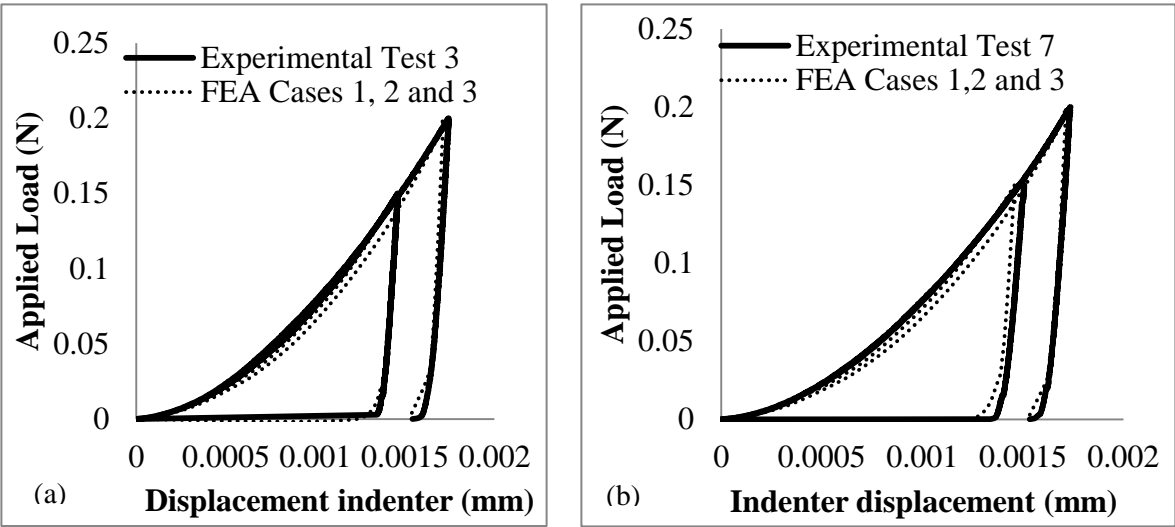 0.25
Experimental Test 3
FEA Cases 1, 2 and 3
0.2
0.15
0.1
0.05
0
Applied Load (N)
0 0.0005 0.001 0.0015 0.002
(a) Displacement indenter (mm)
0.25
Experimental Test 7
FEA Cases 1,2 and 3
0.2
0.15
0.1
0.05
0
Applied Load (N)
0 0.0005 0.001 0.0015 0.002
(b) Indenter displacement (mm)